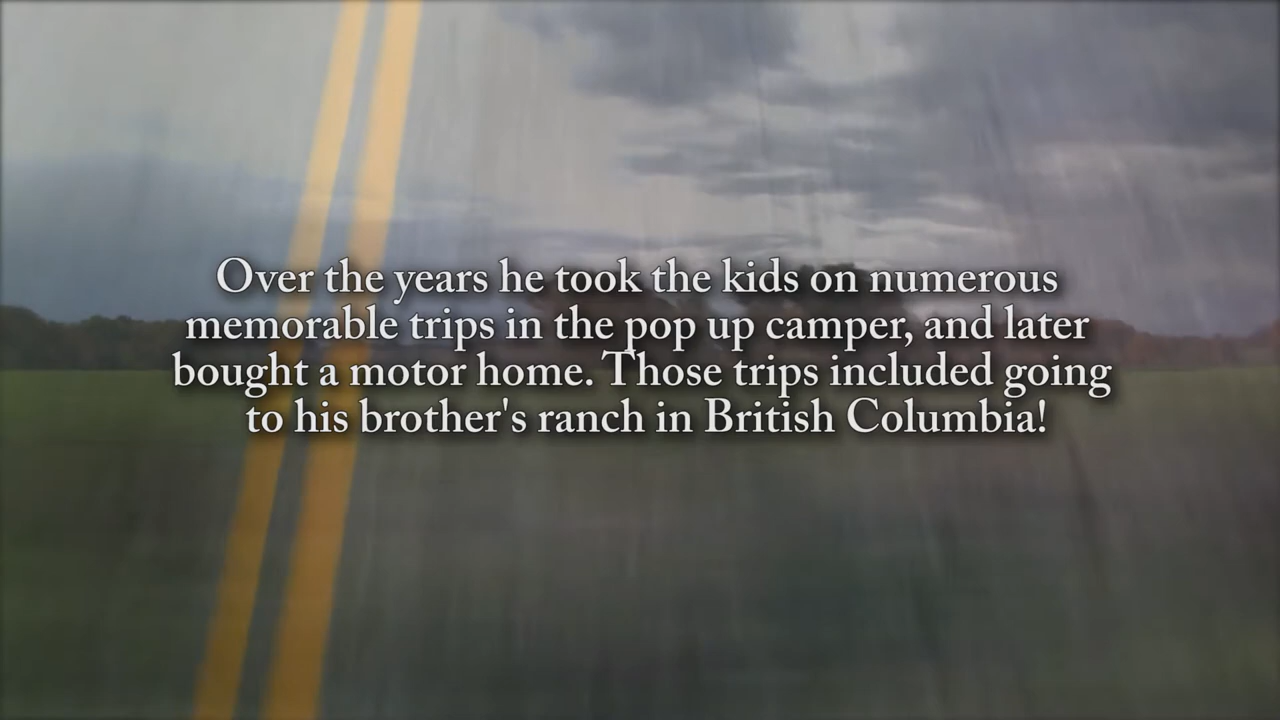 Over the years he took the kids on numerous
memorable trips in the pop up camper, and later
bought a motor home. Those trips included going
to his brother's ranch in British Columbia!